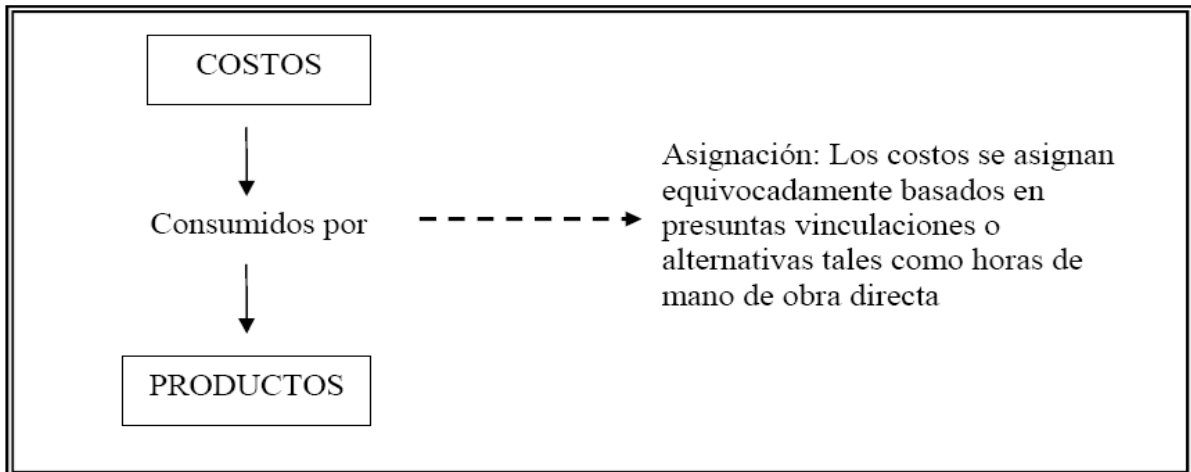 COSTOS
Consumidos por
Asignación: Los costos se asignan
equivocadamente basados en
presuntas vinculaciones o
alternativas tales como horas de
mano de obra directa
PRODUCTOS